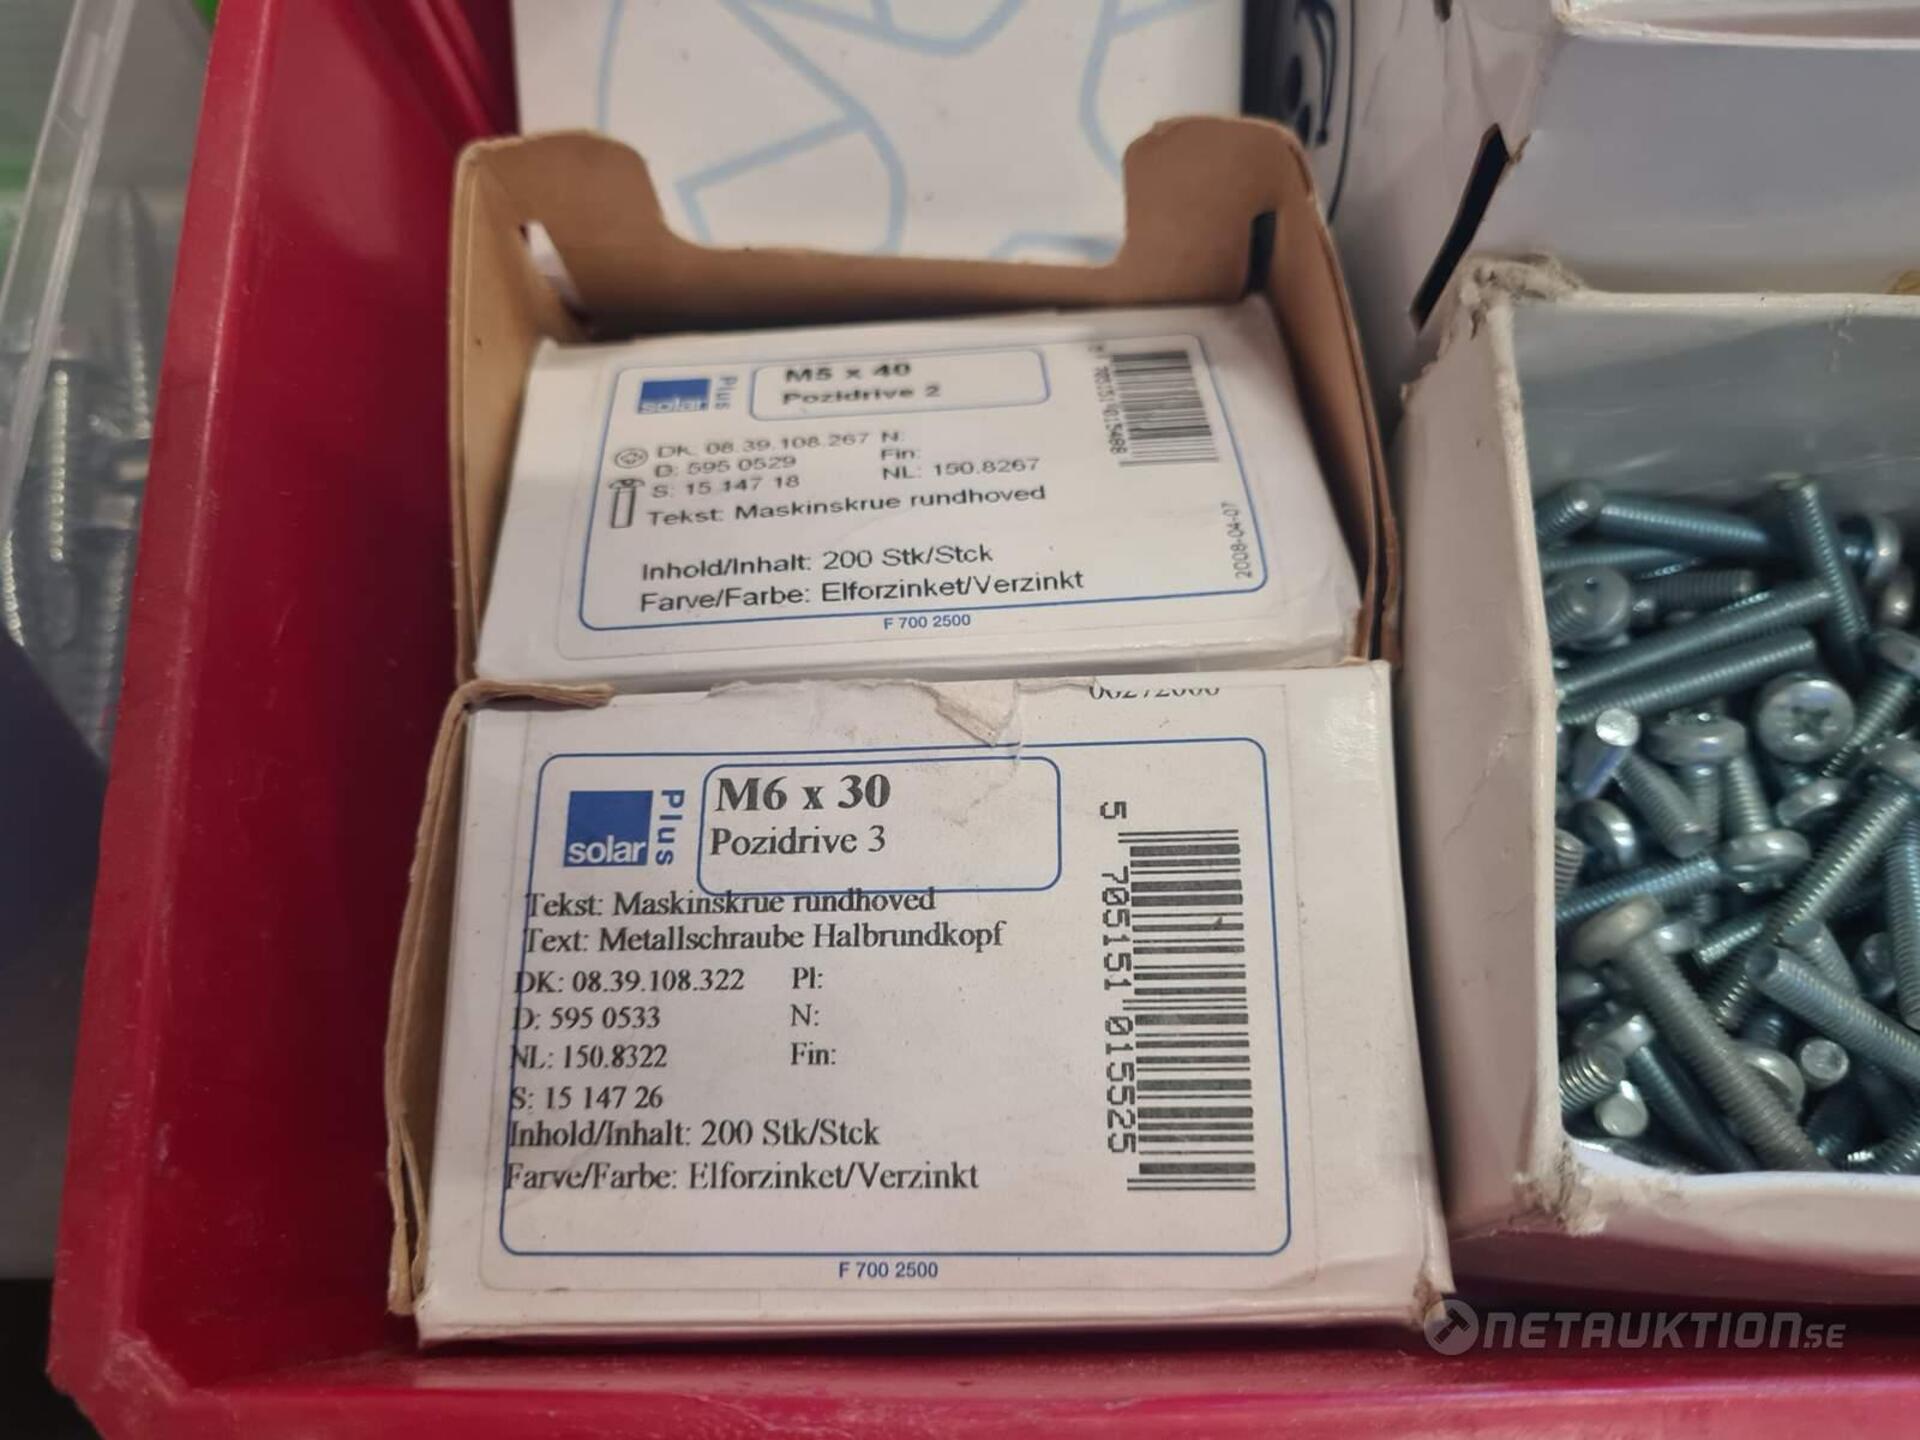 solar Plus
M5 x 40
Pozidrive 2
DK: 08.39.108.267 N:
D: 595 0529 Fin:
S: 15 147 18 NL: 150.8267
Tekst: Maskinskrue rundhoved
Inhold/Inhalt: 200 Stk/Stck
Farve/Farbe: Elforzinket/Verzinkt
F 700 2500
2008-04-07
solar Plus
M6 x 30
Pozidrive 3
Tekst: Maskinskrue rundhoved
Text: Metallschraube Halbrundkopf
DK: 08.39.108.322 Pl:
D: 595 0533 N:
NL: 150.8322 Fin:
S: 15 147 26
Inhold/Inhalt: 200 Stk/Stck
Farve/Farbe: Elforzinket/Verzinkt
5 705151 015525
F 700 2500
NETAUKTION.SE